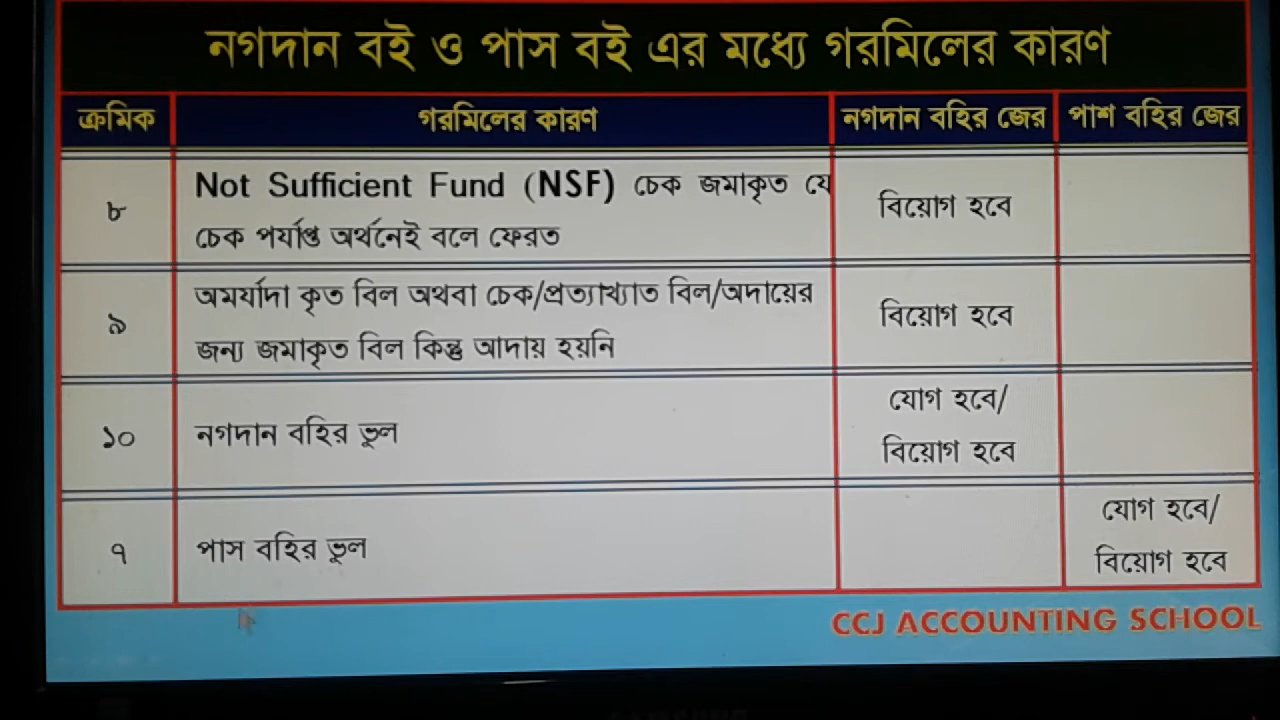 নগদান বই ও পাস বই এর মধ্যে গরমিলের কারণ
ক্রমিক গরমিলের কারণ নগদান বহির জের পাশ বহির জের
৮ Not Sufficient Fund (NSF) চেক জমাকৃত যে বিয়োগ হবে
চেক পর্যাপ্ত অর্থনেই বলে ফেরত
৯ অমর্যাদা কৃত বিল অথবা চেক/প্রত্যাখ্যাত বিল/অদায়ের বিয়োগ হবে
জন্য জমাকৃত বিল কিন্তু আদায় হয়নি
১০ নগদান বহির ভুল যোগ হবে/
বিয়োগ হবে
৭ পাস বহির ভুল যোগ হবে/
বিয়োগ হবে
CCJ ACCOUNTING SCHOOL